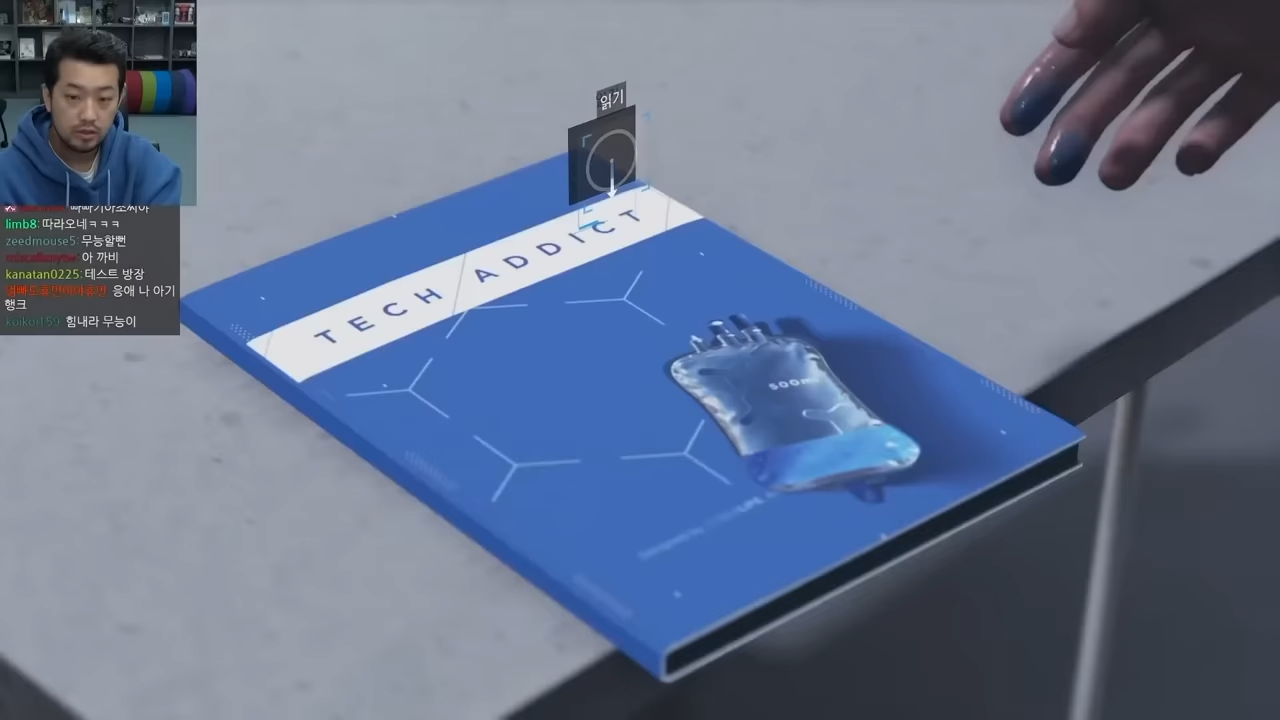 읽기
TECH ADDICT
limb8: 따라오네ㅋㅋㅋ
zeedmouse5: 무능할뻔
아 까비
kanatan0225: 테스트 방장
응애 나 아기
행크
koikoi159: 힘내라 무능이